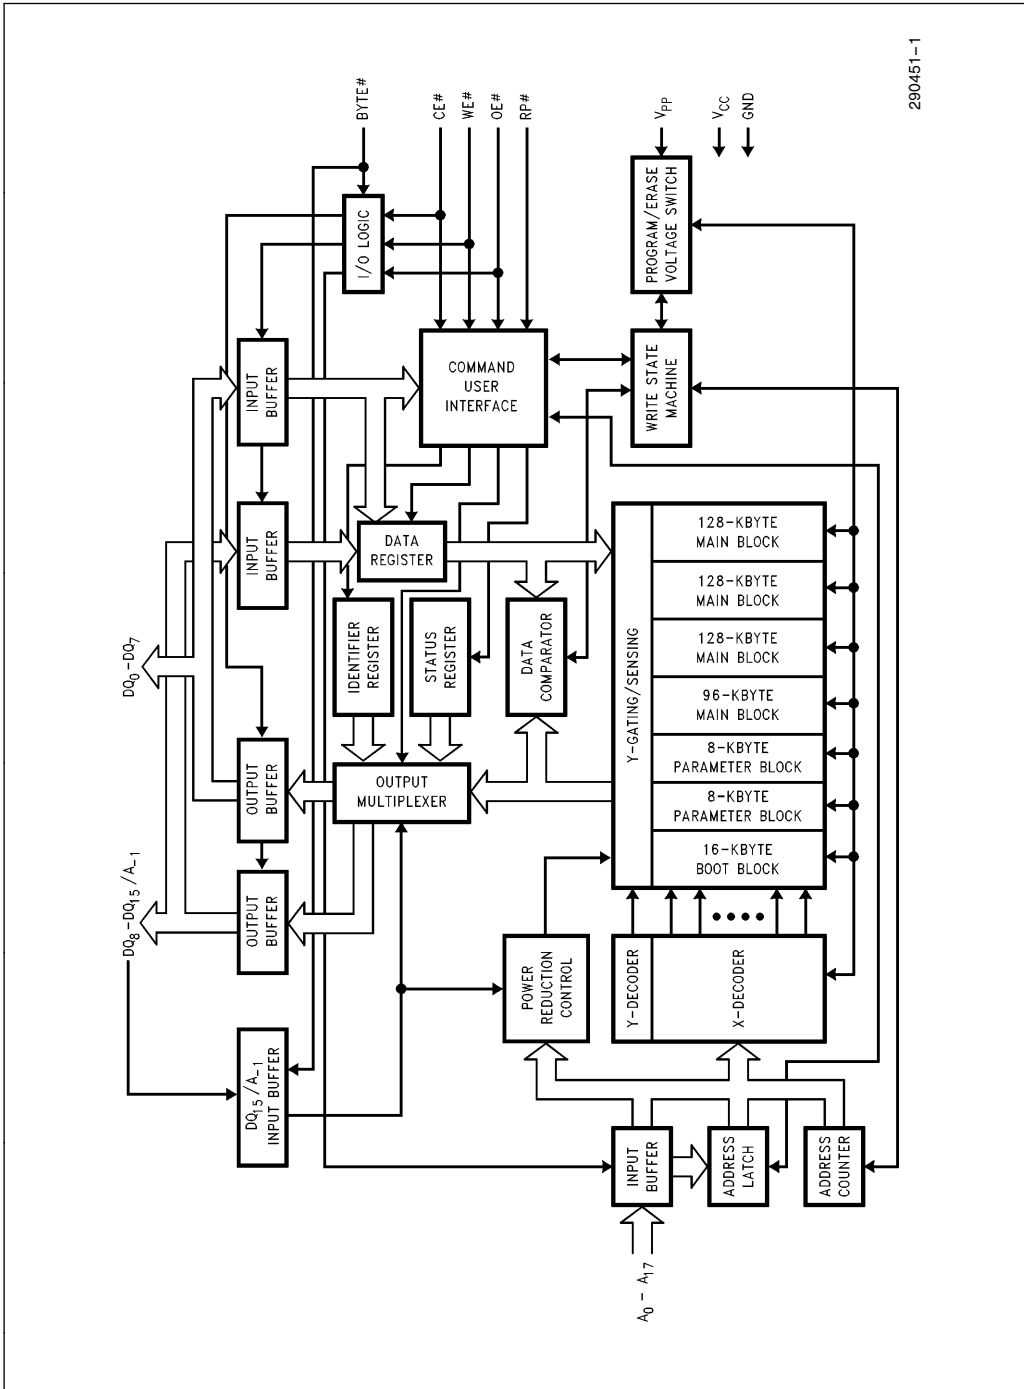 DQ8-DQ15/A-1
DQ0-DQ7
BYTE#
CE#
WE#
OE#
RP#
DQ15/A-1
INPUT BUFFER
OUTPUT
BUFFER
OUTPUT
BUFFER
INPUT
BUFFER
INPUT
BUFFER
I/O LOGIC
OUTPUT
MULTIPLEXER
IDENTIFIER
REGISTER
STATUS
REGISTER
DATA
REGISTER
COMMAND
USER
INTERFACE
POWER
REDUCTION
CONTROL
DATA
COMPARATOR
A0 - A17
INPUT
BUFFER
Y-DECODER
Y-GATING/SENSING
WRITE STATE
MACHINE
PROGRAM/ERASE
VOLTAGE SWITCH
VPP
VCC
GND
ADDRESS
LATCH
X-DECODER
16-KBYTE
BOOT BLOCK
8-KBYTE
PARAMETER BLOCK
8-KBYTE
PARAMETER BLOCK
96-KBYTE
MAIN BLOCK
128-KBYTE
MAIN BLOCK
128-KBYTE
MAIN BLOCK
128-KBYTE
MAIN BLOCK
ADDRESS
COUNTER
290451-1